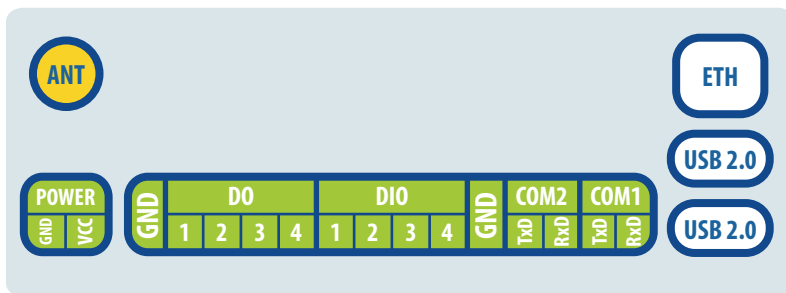 ANT
ETH
USB 2.0
POWER
GND VCC
GND DO DIO GND COM2 COM1
1 2 3 4 1 2 3 4 TxD RxD TxD RxD
USB 2.0